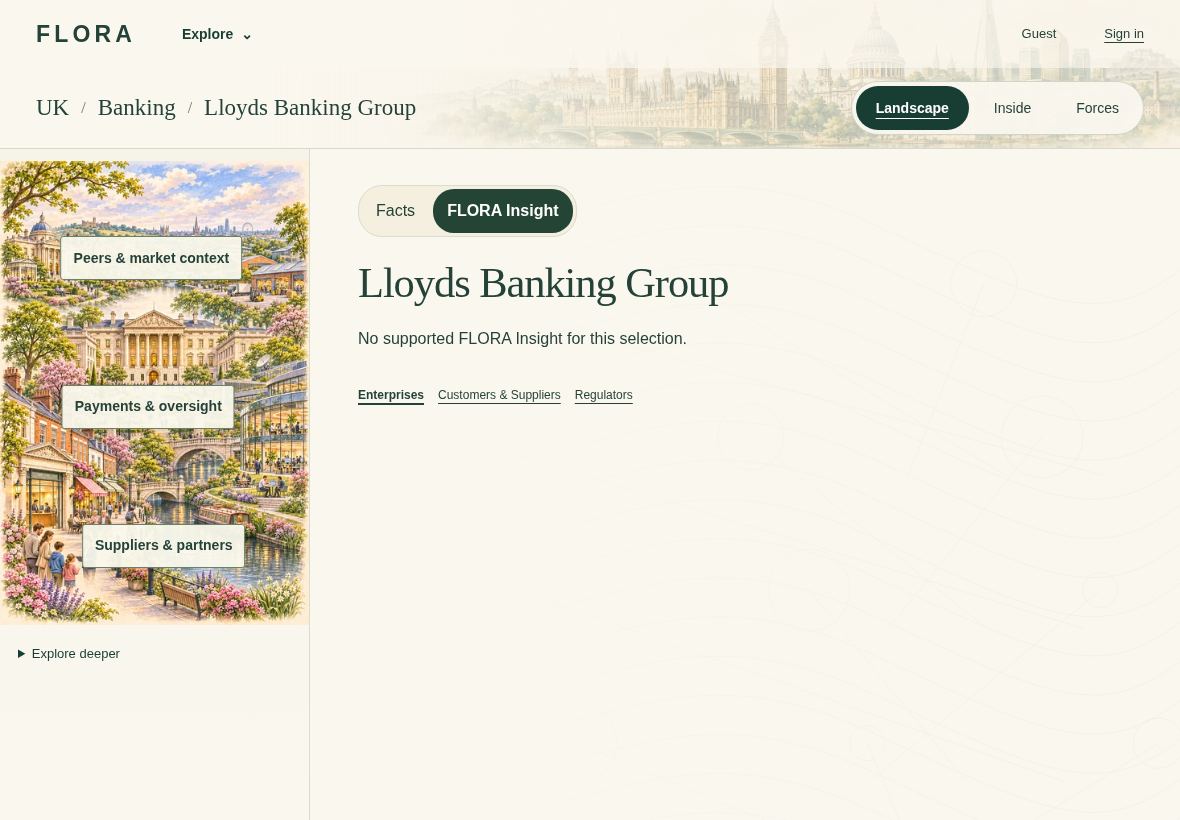 FLORA
Explore
Guest
Sign in
UK / Banking / Lloyds Banking Group
Landscape
Inside
Forces
Peers & market context
Payments & oversight
Suppliers & partners
Explore deeper
Facts
FLORA Insight
Lloyds Banking Group
No supported FLORA Insight for this selection.
Enterprises
Customers & Suppliers
Regulators